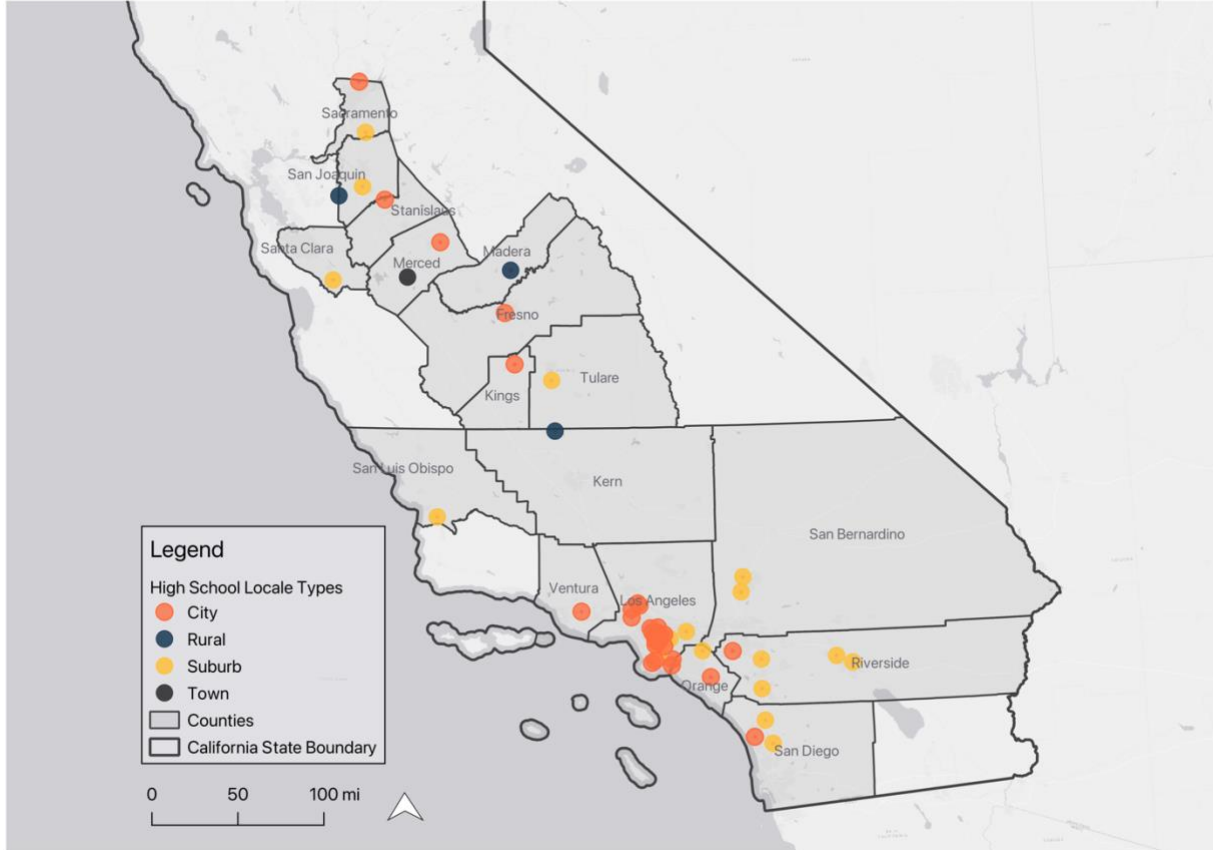 Sacramento
San Joaquin
Stanislaus
Santa Clara
Madera
Merced
Fresno
Tulare
Kings
San Luis Obispo
Kern
San Bernardino
Ventura
Los Angeles
Riverside
Orange
San Diego
Legend
High School Locale Types
City
Rural
Suburb
Town
Counties
California State Boundary
0 50 100 mi